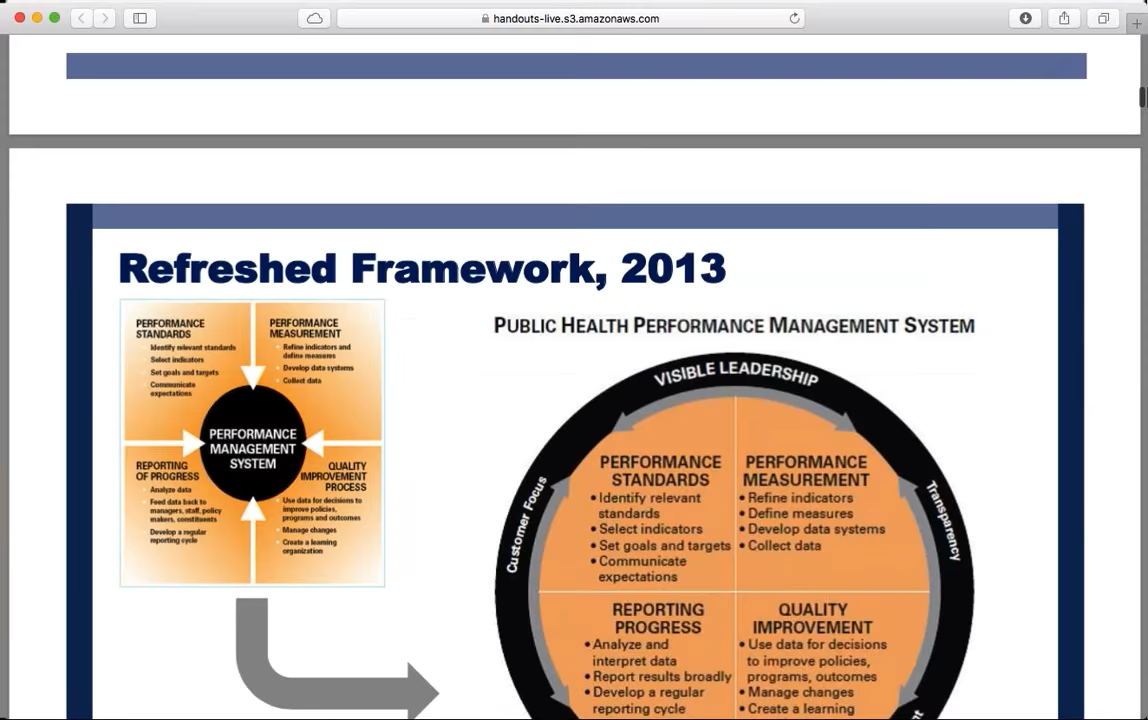 handouts-live.s3.amazonaws.com
Refreshed Framework, 2013
PERFORMANCE
STANDARDS
Identify relevant standards
Select indicators
Set goals and targets
Communicate
expectations
PERFORMANCE
MEASUREMENT
Refine indicators and
define measures
Develop data systems
Collect data
PERFORMANCE
MANAGEMENT
SYSTEM
REPORTING
OF PROGRESS
Analyze data
Feed data back to
managers, staff, policy
makers, constituents
Develop a regular
reporting cycle
QUALITY
IMPROVEMENT
PROCESS
Use data for decisions to
improve policies,
programs and outcomes
Manage changes
Create a learning
organization
PUBLIC HEALTH PERFORMANCE MANAGEMENT SYSTEM
VISIBLE LEADERSHIP
Customer Focus
Transparency
PERFORMANCE
STANDARDS
• Identify relevant
standards
• Select indicators
• Set goals and targets
• Communicate
expectations
PERFORMANCE
MEASUREMENT
• Refine indicators
• Define measures
• Develop data systems
• Collect data
REPORTING
PROGRESS
• Analyze and
interpret data
• Report results broadly
• Develop a regular
reporting cycle
QUALITY
IMPROVEMENT
• Use data for decisions
to improve policies,
programs, outcomes
• Manage changes
• Create a learning